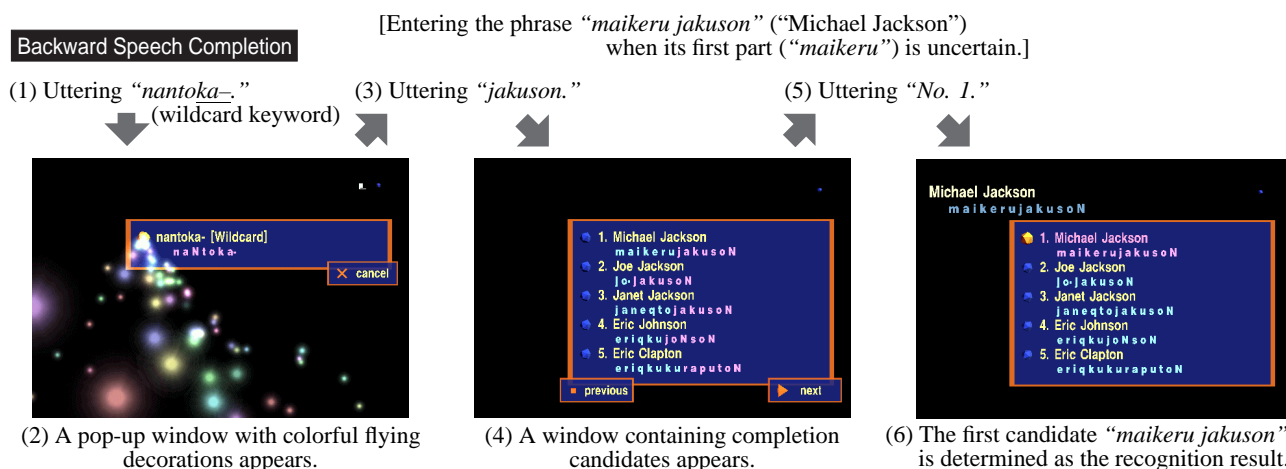 Backward Speech Completion
[Entering the phrase “maikeru jakuson” (“Michael Jackson”)
when its first part (“maikeru”) is uncertain.]
(1) Uttering “nantoka–.”
(wildcard keyword)
(3) Uttering “jakuson.”
(5) Uttering “No. 1.”
nantoka- [Wildcard]
naNtoka-
cancel
(2) A pop-up window with colorful flying
decorations appears.
1. Michael Jackson
maikerujakusoN
2. Joe Jackson
jo-jakusoN
3. Janet Jackson
janeqtojakusoN
4. Eric Johnson
eriqkujoNsoN
5. Eric Clapton
eriqkukuraputoN
previous
next
(4) A window containing completion
candidates appears.
Michael Jackson
maikerujakusoN
1. Michael Jackson
maikerujakusoN
2. Joe Jackson
jo-jakusoN
3. Janet Jackson
janeqtojakusoN
4. Eric Johnson
eriqkujoNsoN
5. Eric Clapton
eriqkukuraputoN
(6) The first candidate “maikeru jakuson”
is determined as the recognition result.